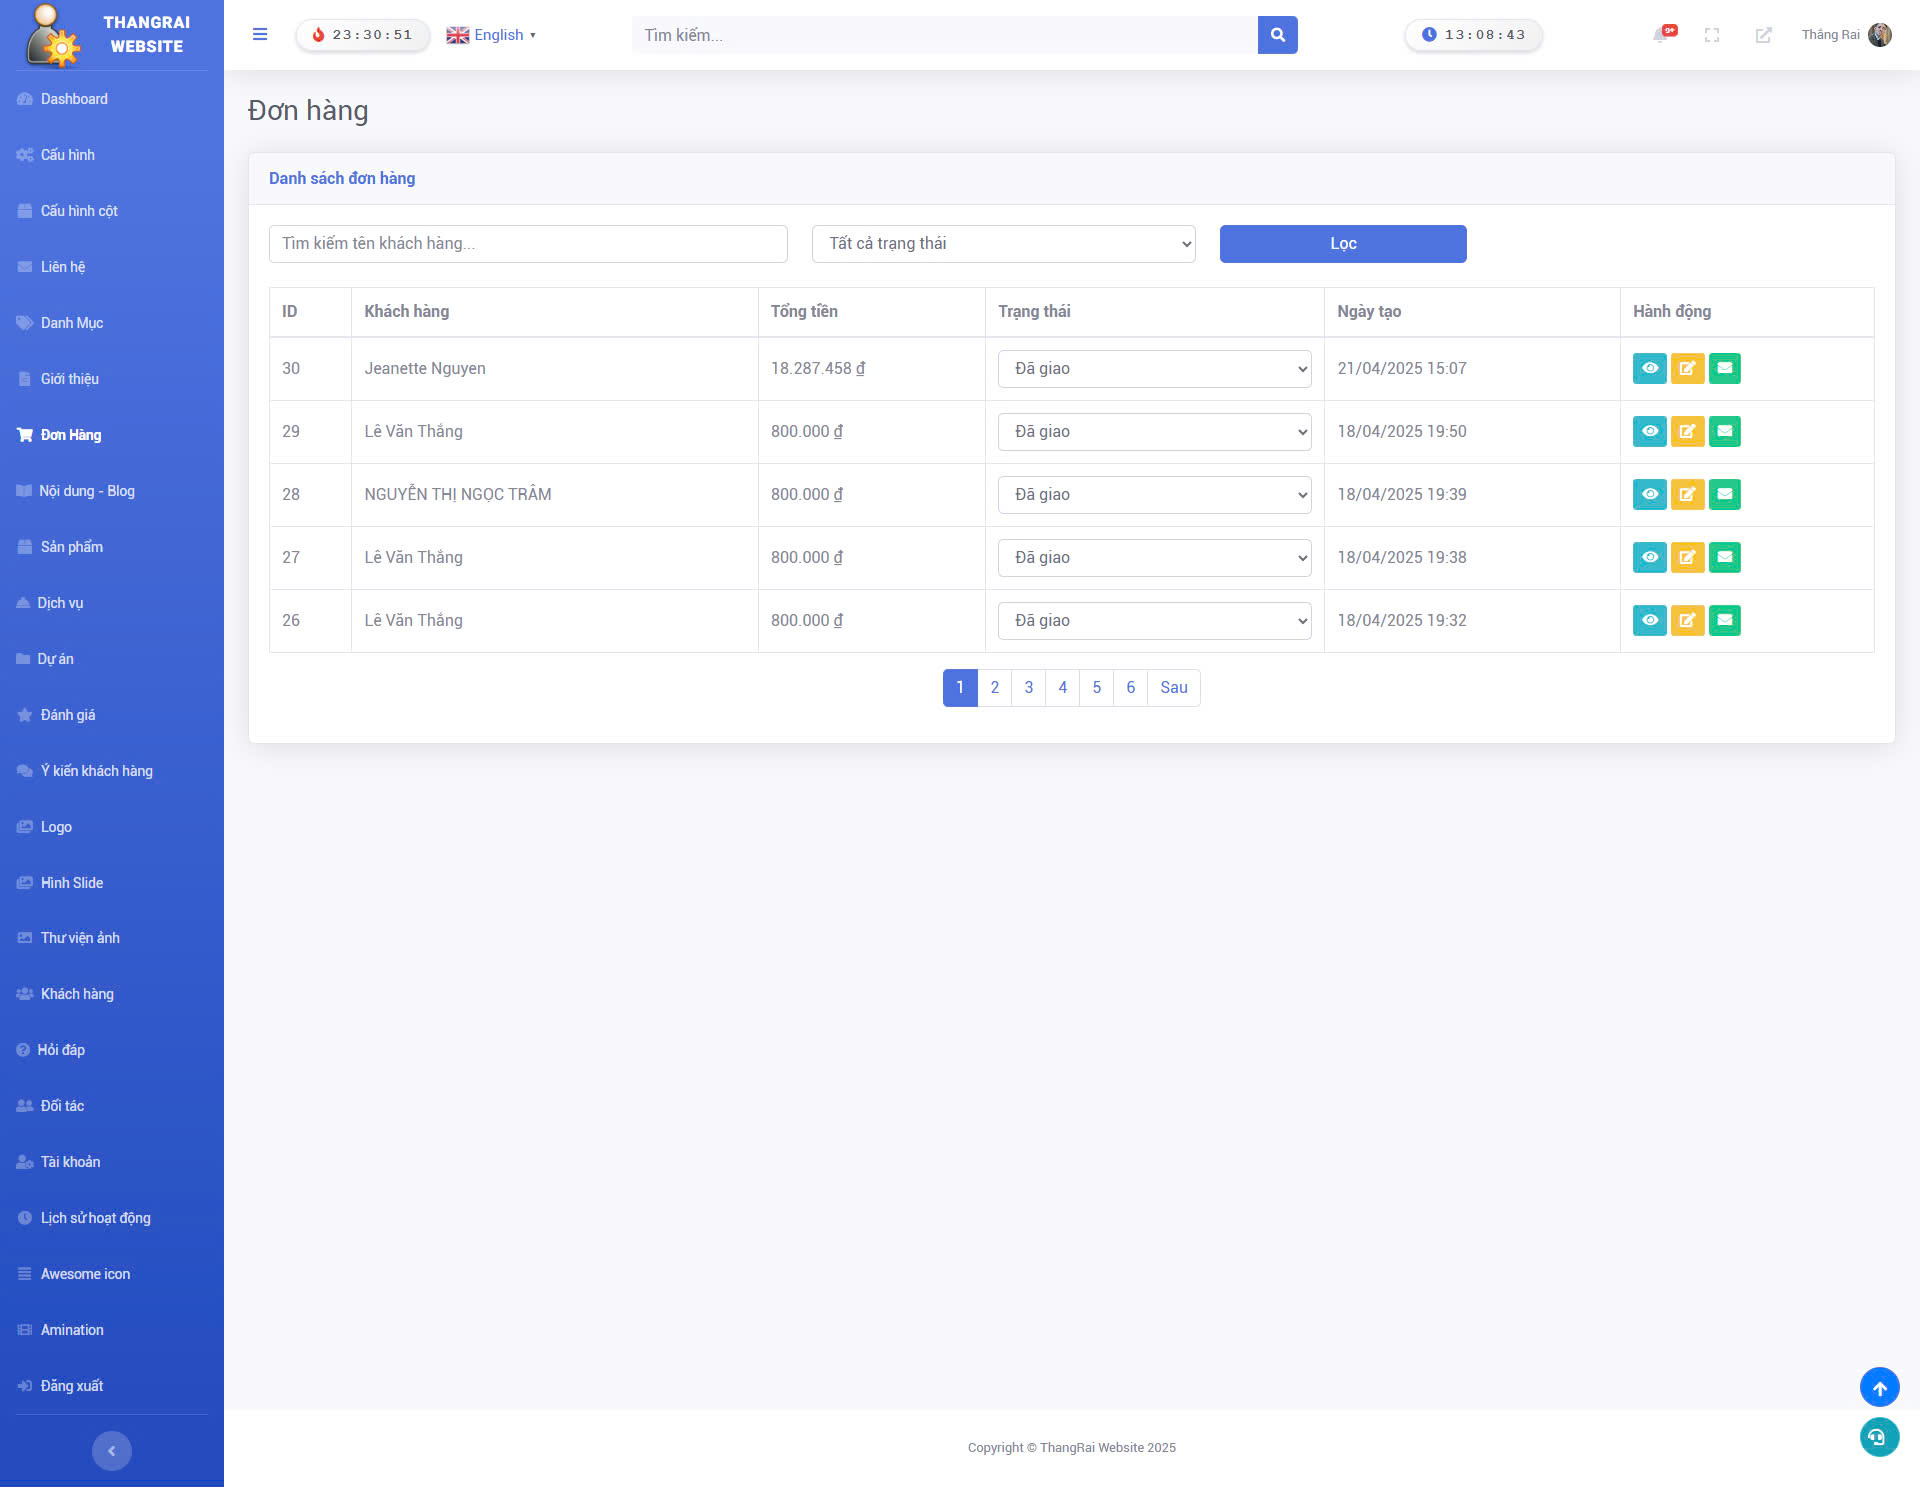 THANGRAI
WEBSITE
Dashboard
Cấu hình
Cấu hình cột
Liên hệ
Danh Mục
Giới thiệu
Đơn Hàng
Nội dung - Blog
Sản phẩm
Dịch vụ
Dự án
Đánh giá
Ý kiến khách hàng
Logo
Hình Slide
Thư viện ảnh
Khách hàng
Hỏi đáp
Đối tác
Tài khoản
Lịch sử hoạt động
Awesome icon
Amination
Đăng xuất
23:30:51 English Tìm kiếm... 13:08:43 9+ Thắng Rai
Đơn hàng
Danh sách đơn hàng
Tìm kiếm tên khách hàng... Tất cả trạng thái Lọc
ID Khách hàng Tổng tiền Trạng thái Ngày tạo Hành động
30 Jeanette Nguyen 18.287.458 ₫ Đã giao 21/04/2025 15:07
29 Lê Văn Thắng 800.000 ₫ Đã giao 18/04/2025 19:50
28 NGUYỄN THỊ NGỌC TRÂM 800.000 ₫ Đã giao 18/04/2025 19:39
27 Lê Văn Thắng 800.000 ₫ Đã giao 18/04/2025 19:38
26 Lê Văn Thắng 800.000 ₫ Đã giao 18/04/2025 19:32
1 2 3 4 5 6 Sau
Copyright © ThangRai Website 2025